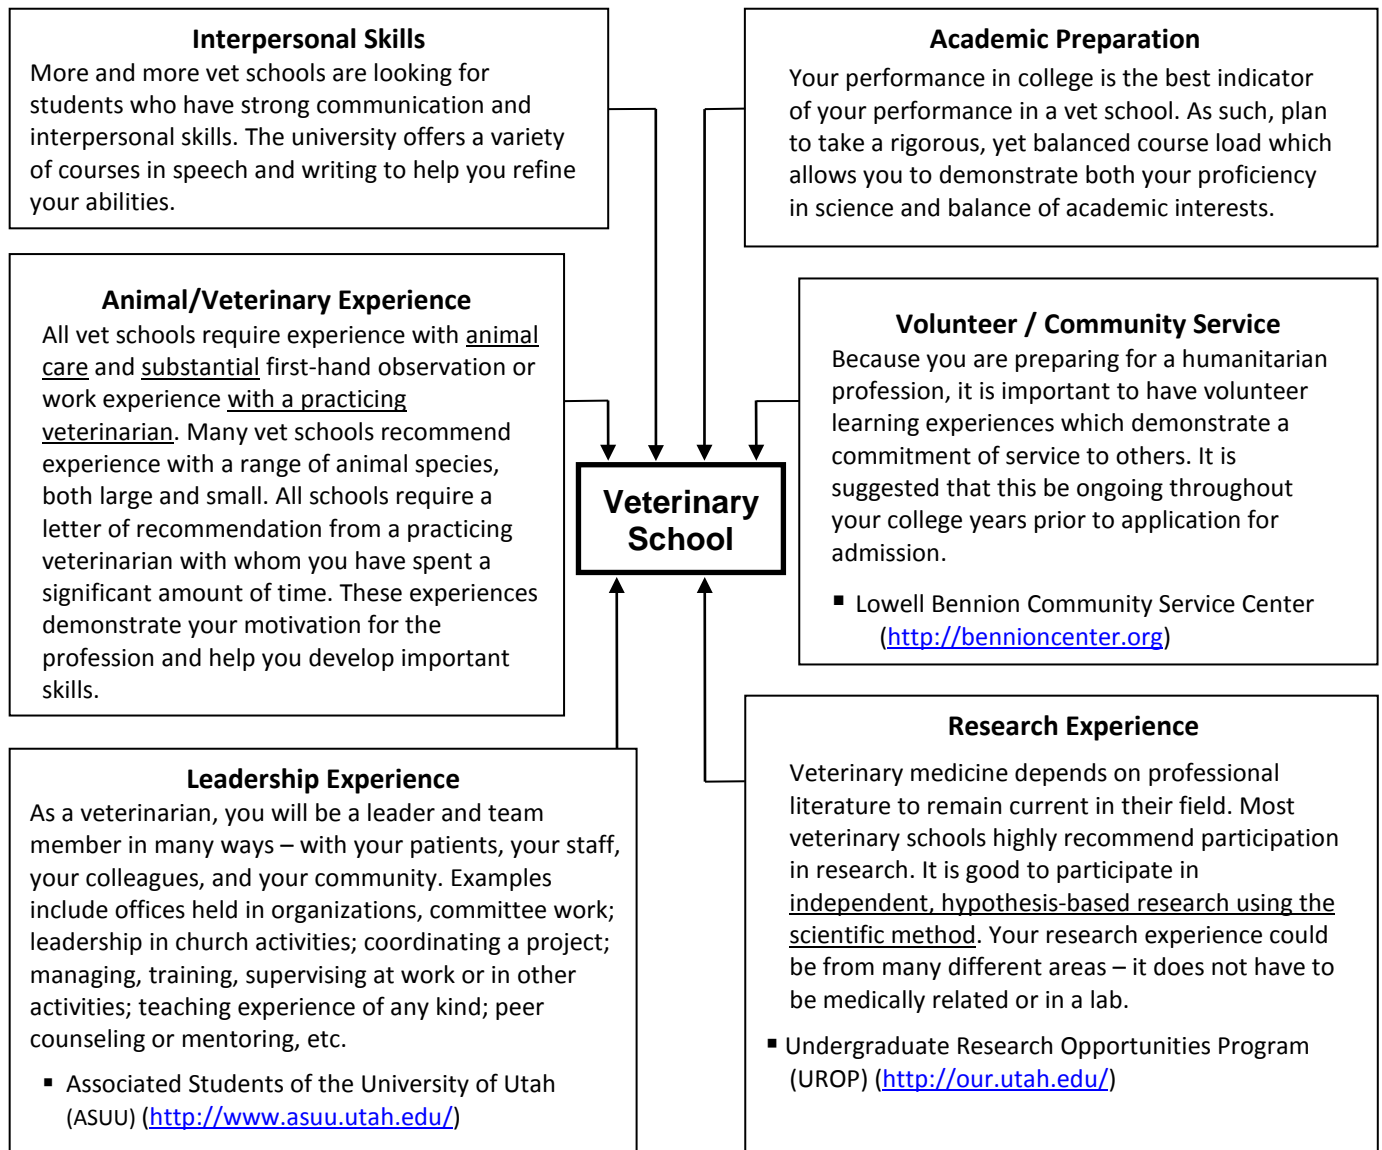 Interpersonal Skills
More and more vet schools are looking for
students who have strong communication and
interpersonal skills. The university offers a variety
of courses in speech and writing to help you refine
your abilities.
Academic Preparation
Your performance in college is the best indicator
of your performance in a vet school. As such, plan
to take a rigorous, yet balanced course load which
allows you to demonstrate both your proficiency
in science and balance of academic interests.
Animal/Veterinary Experience
All vet schools require experience with animal
care and substantial first-hand observation or
work experience with a practicing
veterinarian. Many vet schools recommend
experience with a range of animal species,
both large and small. All schools require a
letter of recommendation from a practicing
veterinarian with whom you have spent a
significant amount of time. These experiences
demonstrate your motivation for the
profession and help you develop important
skills.
Volunteer / Community Service
Because you are preparing for a humanitarian
profession, it is important to have volunteer
learning experiences which demonstrate a
commitment of service to others. It is
suggested that this be ongoing throughout
your college years prior to application for
admission.
▪ Lowell Bennion Community Service Center
(http://bennioncenter.org)
Veterinary
School
Leadership Experience
As a veterinarian, you will be a leader and team
member in many ways – with your patients, your staff,
your colleagues, and your community. Examples
include offices held in organizations, committee work;
leadership in church activities; coordinating a project;
managing, training, supervising at work or in other
activities; teaching experience of any kind; peer
counseling or mentoring, etc.
▪ Associated Students of the University of Utah
(ASUU) (http://www.asuu.utah.edu/)
Research Experience
Veterinary medicine depends on professional
literature to remain current in their field. Most
veterinary schools highly recommend participation
in research. It is good to participate in
independent, hypothesis-based research using the
scientific method. Your research experience could
be from many different areas – it does not have to
be medically related or in a lab.
▪ Undergraduate Research Opportunities Program
(UROP) (http://our.utah.edu/)